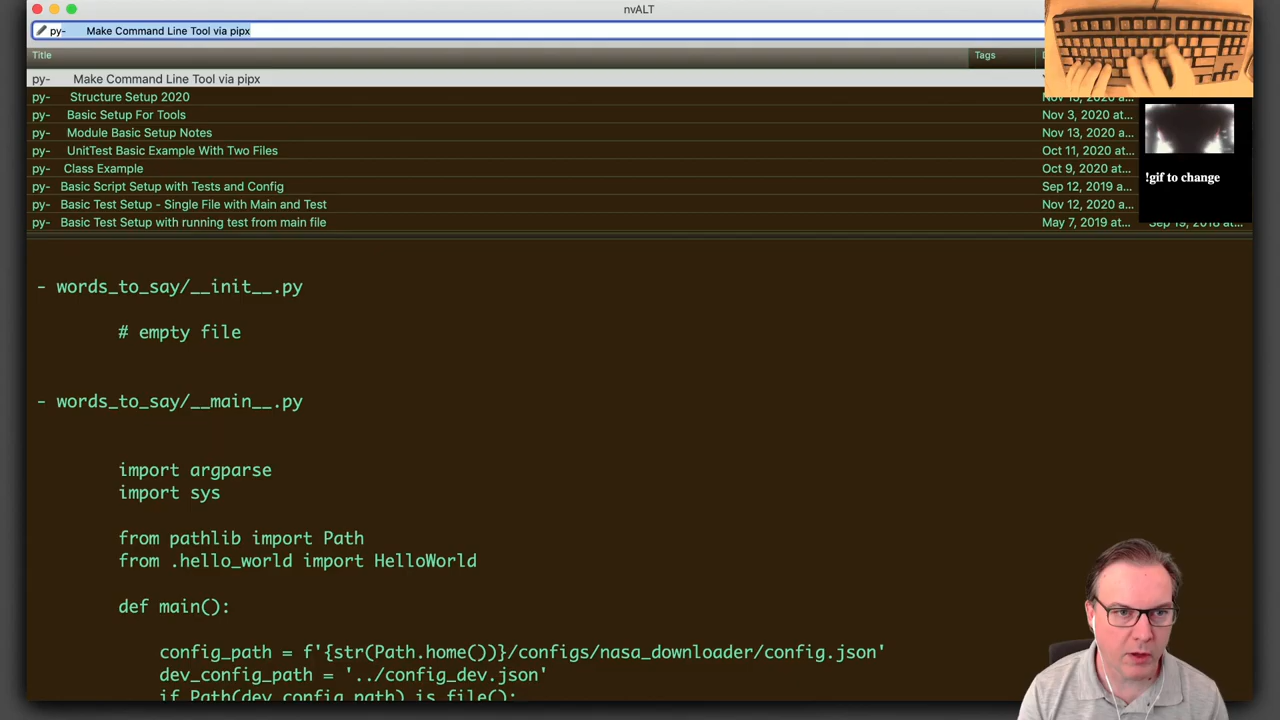 nvALT
py- Make Command Line Tool via pipx
Title Tags
py- Make Command Line Tool via pipx
py- Structure Setup 2020
py- Basic Setup For Tools Nov 3, 2020 at...
py- Module Basic Setup Notes Nov 13, 2020 at...
py- UnitTest Basic Example With Two Files Oct 11, 2020 at...
py- Class Example Oct 9, 2020 at...
!gif to change
py- Basic Script Setup with Tests and Config Sep 12, 2019 a...
py- Basic Test Setup - Single File with Main and Test Nov 12, 2020 at...
py- Basic Test Setup with running test from main file May 7, 2019 at...
- words_to_say/__init__.py
# empty file
- words_to_say/__main__.py
import argparse
import sys
from pathlib import Path
from .hello_world import HelloWorld
def main():
config_path = f'{str(Path.home())}/configs/nasa_downloader/config.json'
dev_config_path = '../config_dev.json'
if Path(dev_config_path).is_file():